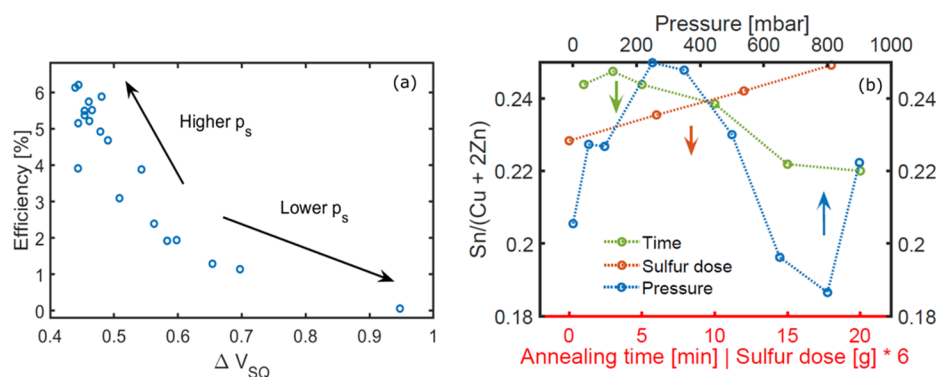 (a)
Efficiency [%]
6
5
4
3
2
1
0
Higher pₛ
Lower pₛ
0.4 0.5 0.6 0.7 0.8 0.9 1
Δ V_SQ
Pressure [mbar]
0 200 400 600 800 1000
(b)
Sn/(Cu + 2Zn)
0.24 0.24
0.22 0.22
0.2 0.2
0.18 0.18
Time
Sulfur dose
Pressure
0 5 10 15 20
Annealing time [min] | Sulfur dose [g] * 6